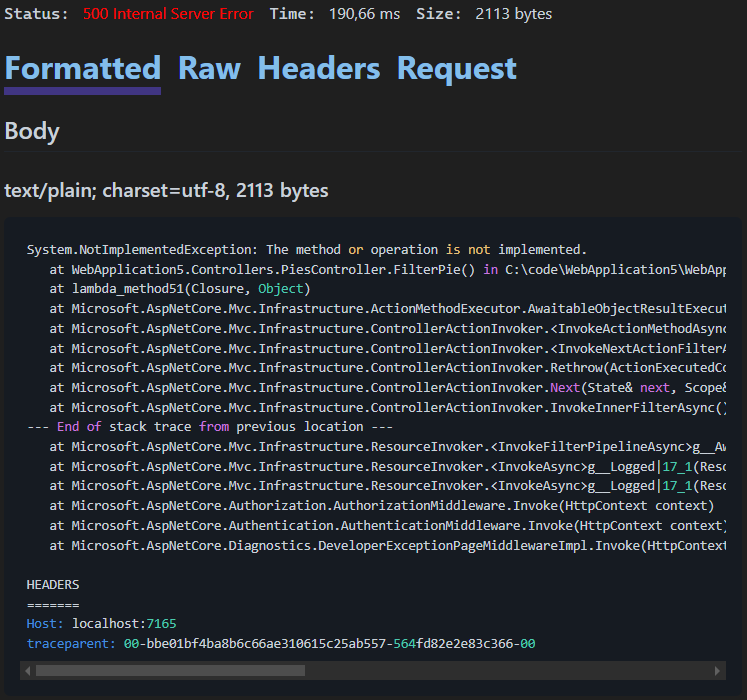 Status: 500 Internal Server Error Time: 190,66 ms Size: 2113 bytes
Formatted Raw Headers Request
Body
text/plain; charset=utf-8, 2113 bytes
System.NotImplementedException: The method or operation is not implemented.
at WebApplication5.Controllers.PiesController.FilterPie() in C:\code\WebApplication5\WebApp
at lambda_method51(Closure, Object)
at Microsoft.AspNetCore.Mvc.Infrastructure.ActionMethodExecutor.AwaitableObjectResultExecut
at Microsoft.AspNetCore.Mvc.Infrastructure.ControllerActionInvoker.<InvokeActionMethodAsync
at Microsoft.AspNetCore.Mvc.Infrastructure.ControllerActionInvoker.<InvokeNextActionFilterA
at Microsoft.AspNetCore.Mvc.Infrastructure.ControllerActionInvoker.Rethrow(ActionExecutedCo
at Microsoft.AspNetCore.Mvc.Infrastructure.ControllerActionInvoker.Next(State& next, Scope&
at Microsoft.AspNetCore.Mvc.Infrastructure.ControllerActionInvoker.InvokeInnerFilterAsync()
--- End of stack trace from previous location ---
at Microsoft.AspNetCore.Mvc.Infrastructure.ResourceInvoker.<InvokeFilterPipelineAsync>g__Aw
at Microsoft.AspNetCore.Mvc.Infrastructure.ResourceInvoker.<InvokeAsync>g__Logged|17_1(Reso
at Microsoft.AspNetCore.Mvc.Infrastructure.ResourceInvoker.<InvokeAsync>g__Logged|17_1(Reso
at Microsoft.AspNetCore.Authorization.AuthorizationMiddleware.Invoke(HttpContext context)
at Microsoft.AspNetCore.Authentication.AuthenticationMiddleware.Invoke(HttpContext context)
at Microsoft.AspNetCore.Diagnostics.DeveloperExceptionPageMiddlewareImpl.Invoke(HttpContext
HEADERS
=======
Host: localhost:7165
traceparent: 00-bbe01bf4ba8b6c66ae310615c25ab557-564fd82e2e83c366-00